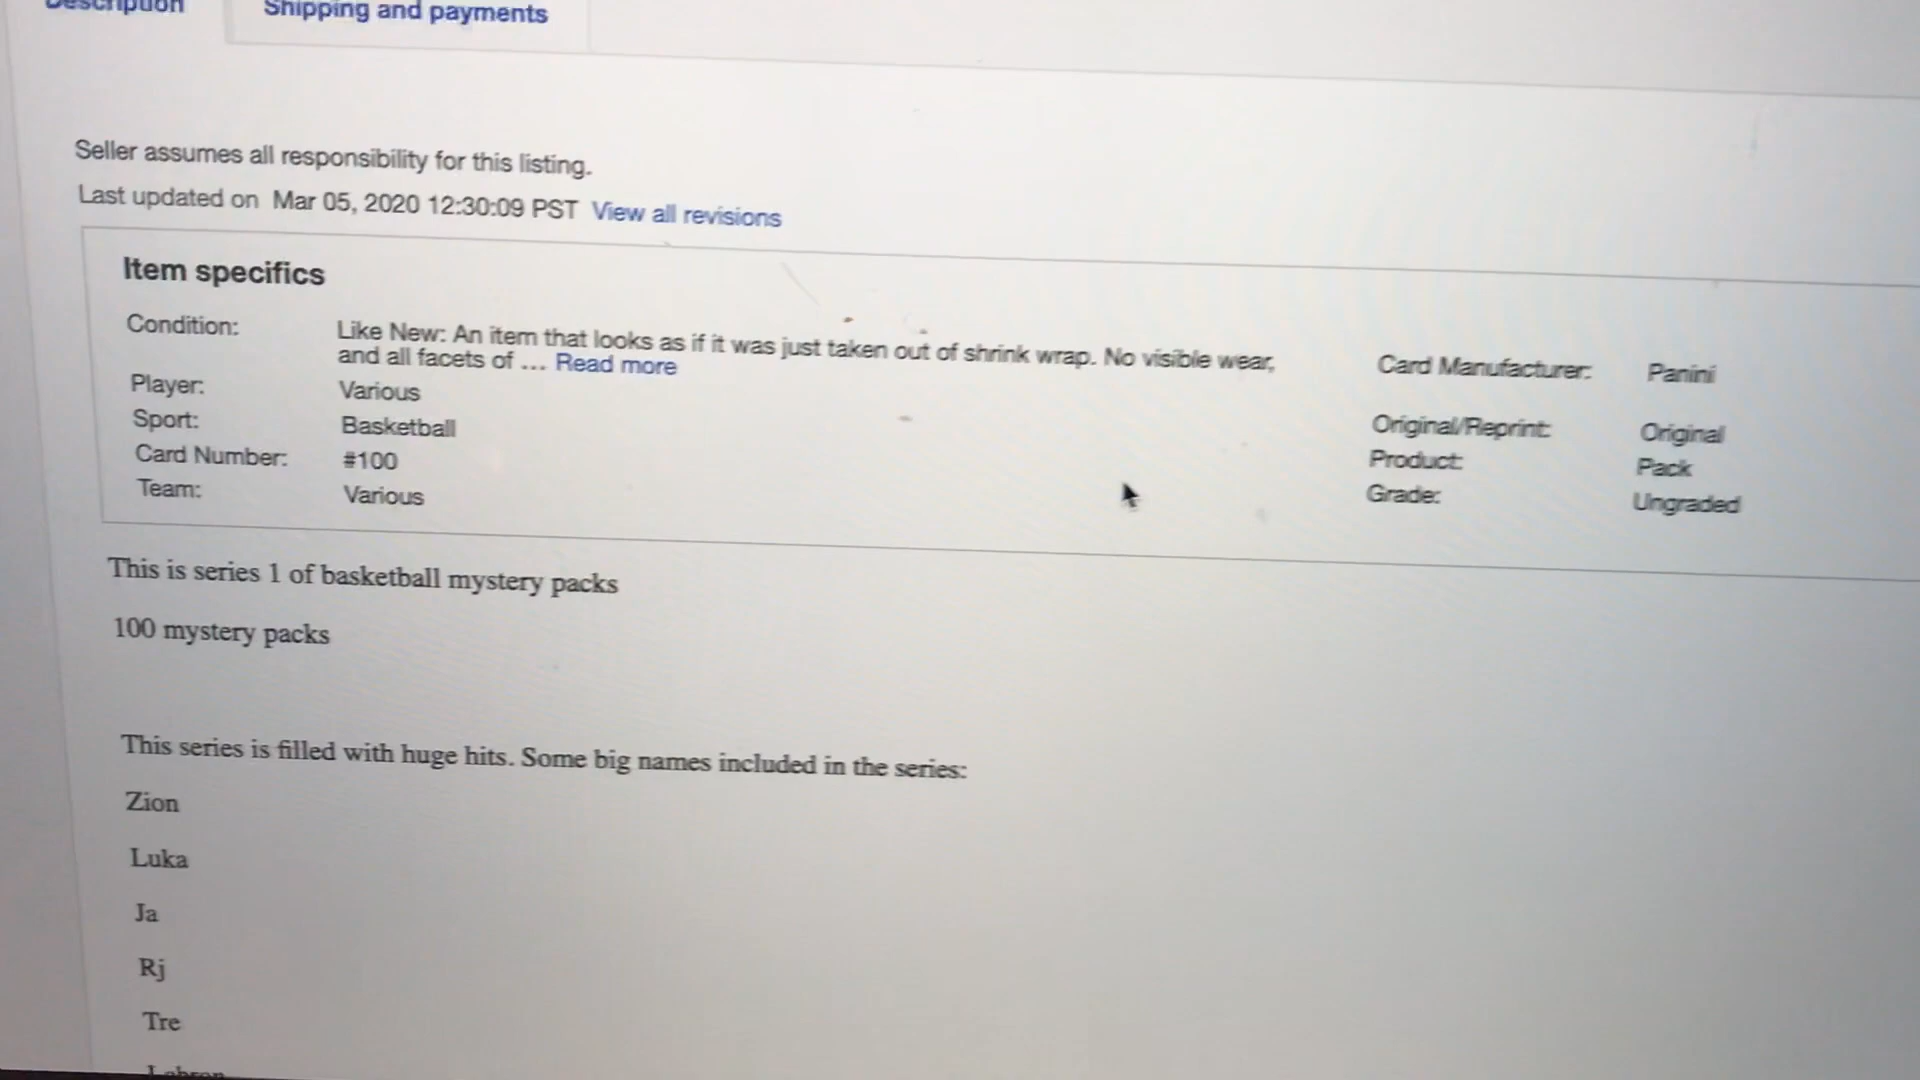 Description Shipping and payments
Seller assumes all responsibility for this listing.
Last updated on Mar 05, 2020 12:30:09 PST View all revisions
Item specifics
Condition: Like New: An item that looks as if it was just taken out of shrink wrap. No visible wear,
and all facets of ... Read more
Card Manufacturer: Panini
Player: Various
Original/Reprint: Original
Sport: Basketball
Product: Pack
Card Number: #100
Grade: Ungraded
Team: Various
This is series 1 of basketball mystery packs
100 mystery packs
This series is filled with huge hits. Some big names included in the series:
Zion
Luka
Ja
Rj
Tre
Lebron